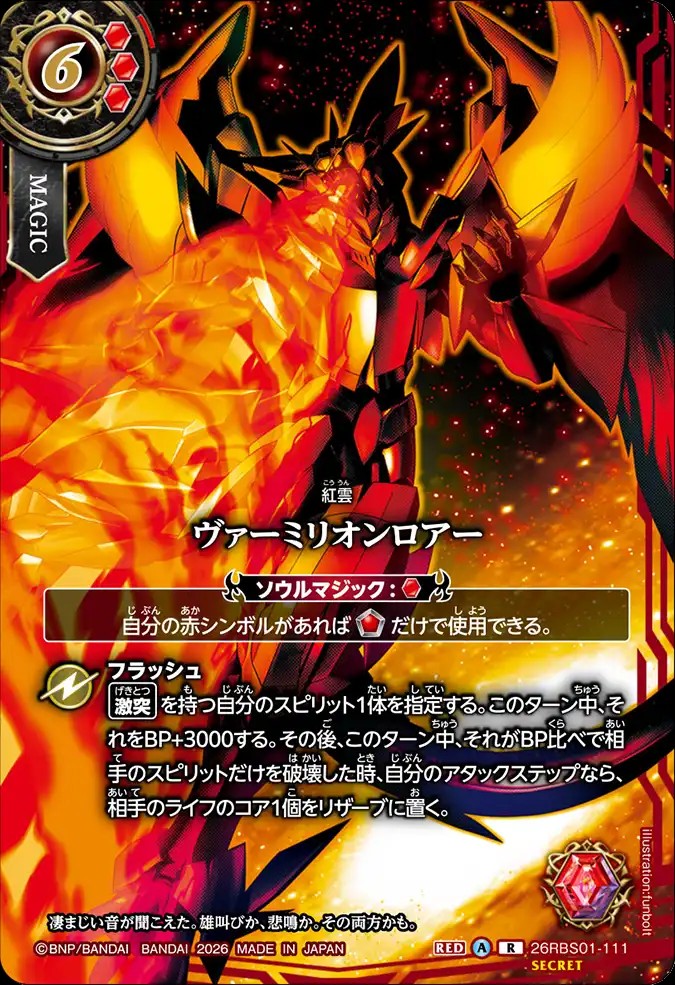 6
MAGIC
こううん
紅雲
ヴァーミリオンロアー
ソウルマジック:
自分の赤シンボルがあれば だけで使用できる。
フラッシュ
激突を持つ自分のスピリット1体を指定する。このターン中、そ
れをBP+3000する。その後、このターン中、それがBP比べで相
手のスピリットだけを破壊した時、自分のアタックステップなら、
相手のライフのコア1個をリザーブに置く。
凄まじい音が聞こえた。雄叫びか、悲鳴か。その両方かも。
illustration:funbolt
©BNP/BANDAI BANDAI 2026 MADE IN JAPAN RED A R 26RBS01-111
SECRET